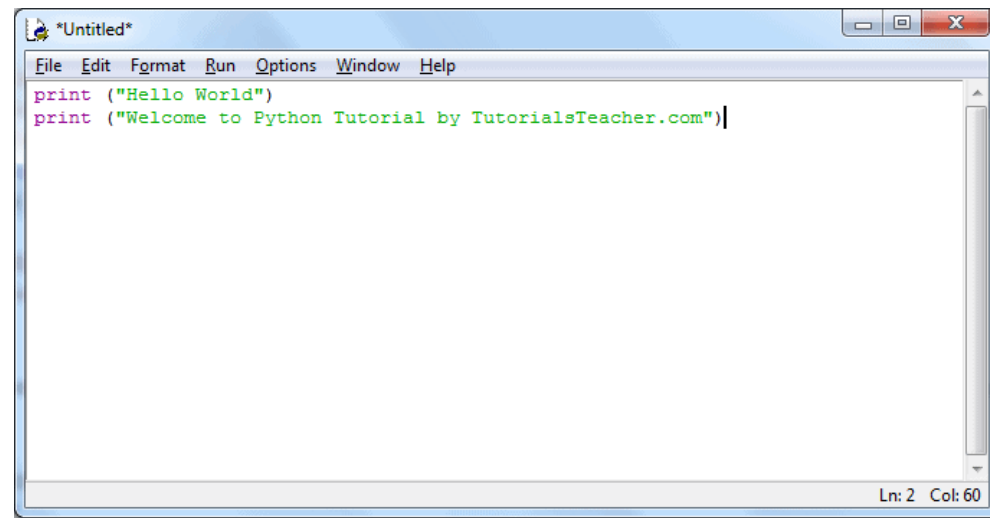 *Untitled*
File Edit Format Run Options Window Help
print ("Hello World")
print ("Welcome to Python Tutorial by TutorialsTeacher.com")
Ln: 2 Col: 60